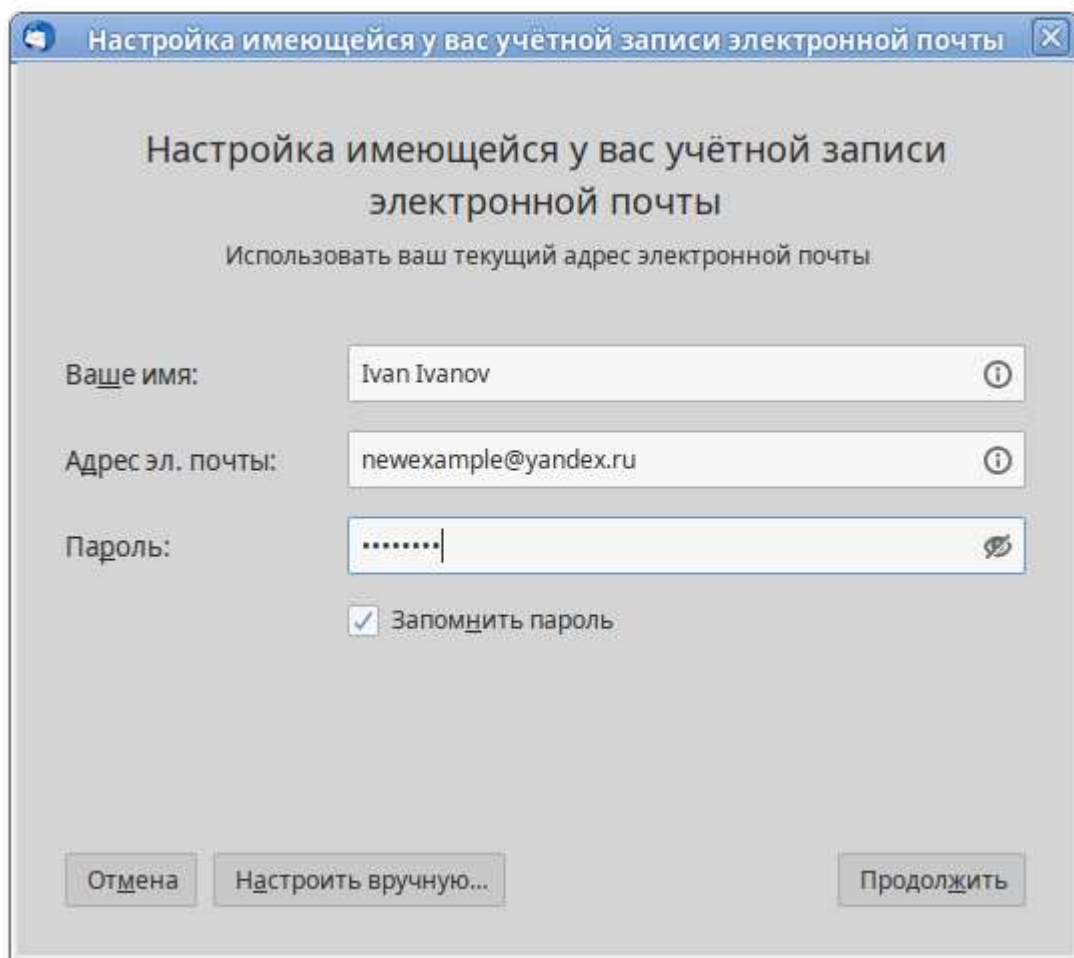 Настройка имеющейся у вас учётной записи электронной почты
Настройка имеющейся у вас учётной записи
электронной почты
Использовать ваш текущий адрес электронной почты
Ваше имя: Ivan Ivanov
Адрес эл. почты: newexample@yandex.ru
Пароль: ••••••••
Запомнить пароль
Отмена Настроить вручную... Продолжить